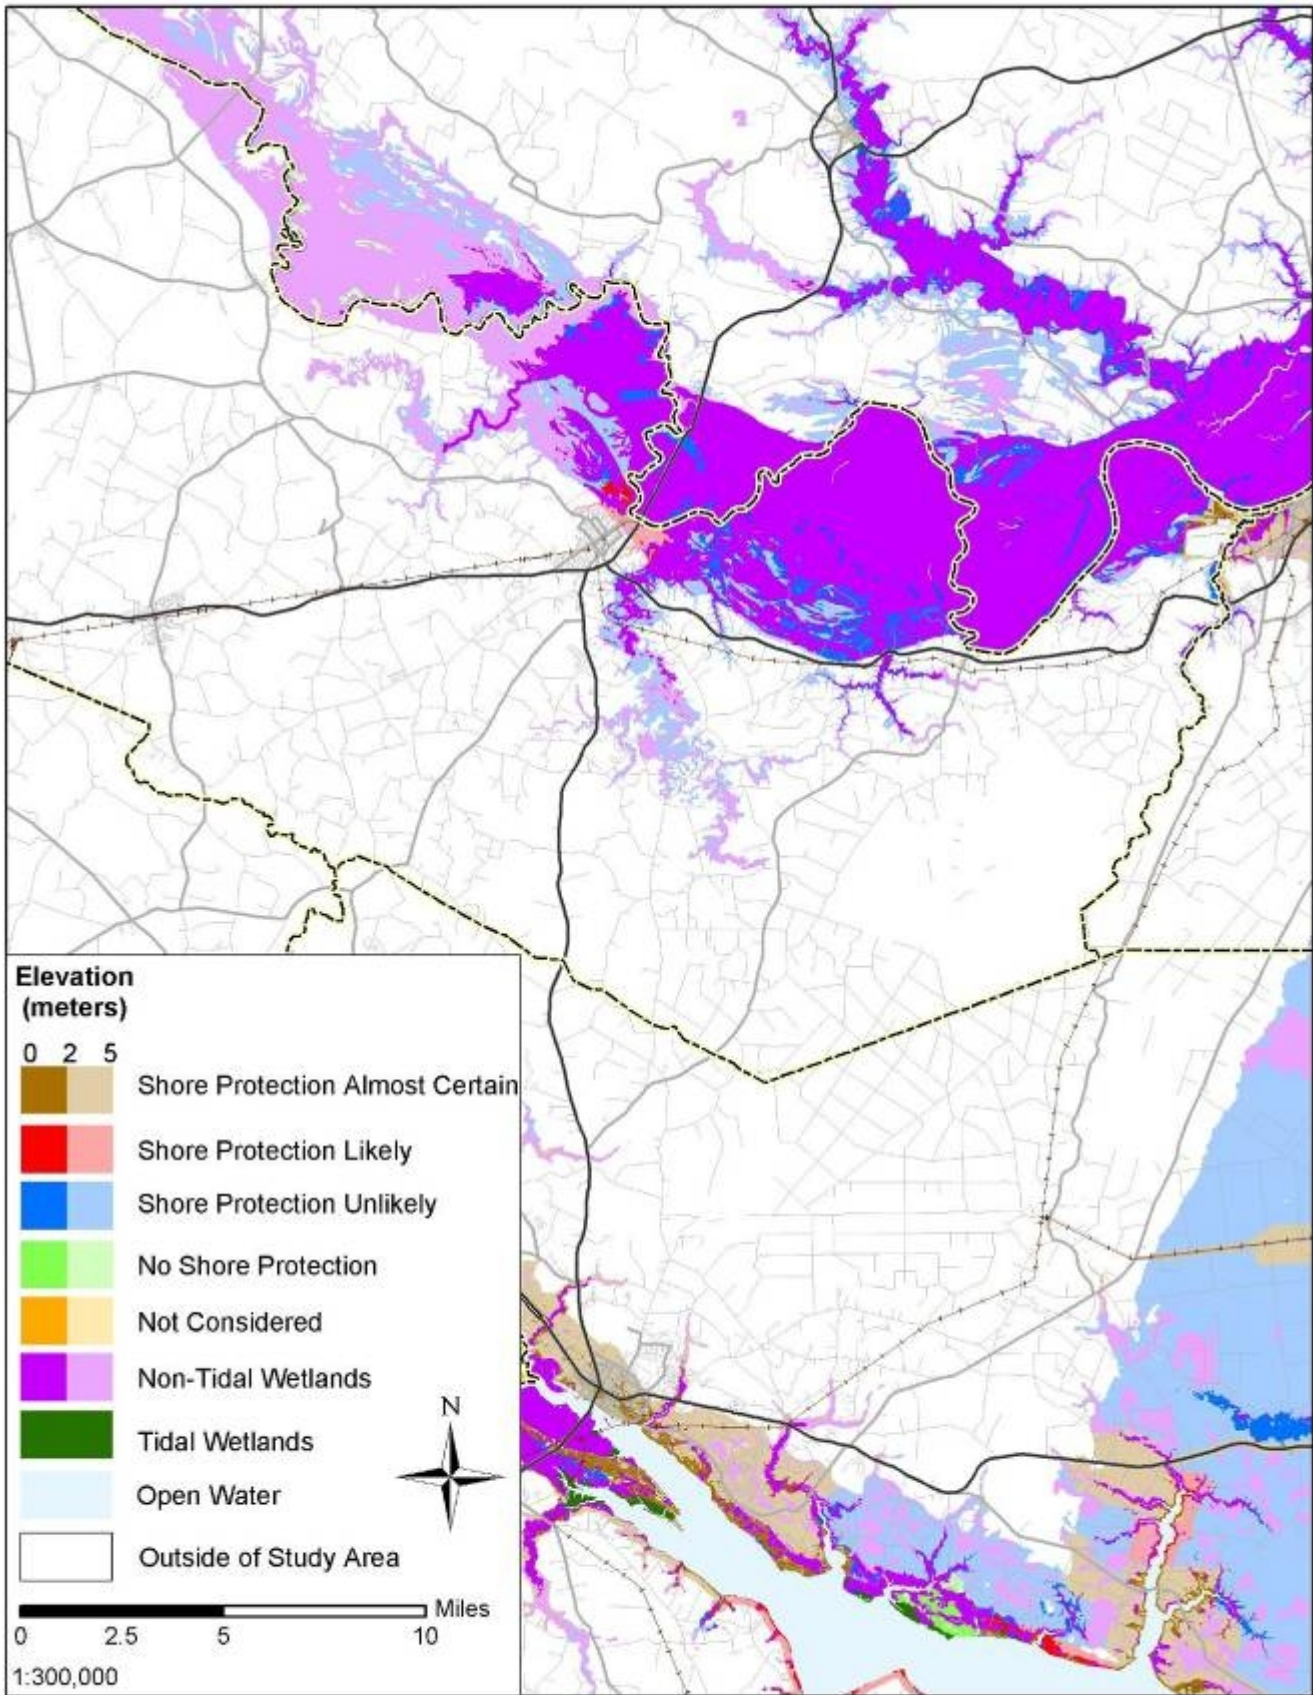 Elevation
(meters)
0 2 5
Shore Protection Almost Certain
Shore Protection Likely
Shore Protection Unlikely
No Shore Protection
Not Considered
Non-Tidal Wetlands
N
Tidal Wetlands
Open Water
Outside of Study Area
Miles
0 2.5 5 10
1:300,000